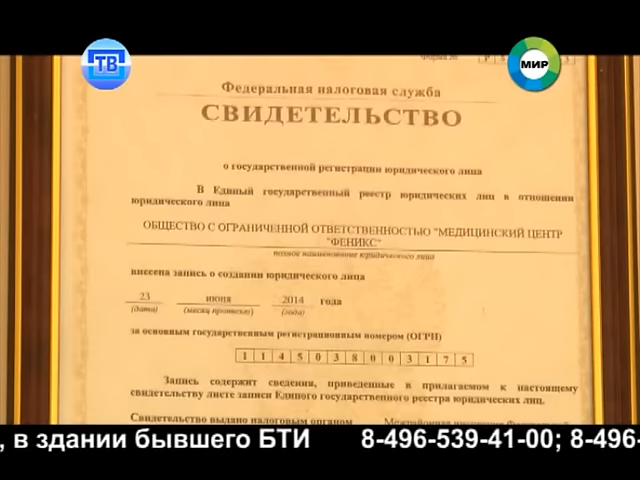 ТВ
МИР
Федеральная налоговая служба
СВИДЕТЕЛЬСТВО
о государственной регистрации юридического лица
В Единый государственный реестр юридических лиц в отношении
юридического лица
ОБЩЕСТВО С ОГРАНИЧЕННОЙ ОТВЕТСТВЕННОСТЬЮ "МЕДИЦИНСКИЙ ЦЕНТР
"ФЕНИКС"
полное наименование юридического лица
внесена запись о создании юридического лица
23 июня 2014 года
(дата) (месяц прописью) (год)
за основным государственным регистрационным номером (ОГРН)
1 1 4 5 0 3 8 0 0 3 1 7 5
Запись содержит сведения, приведенные в прилагаемом к настоящему
свидетельству листе записи Единого государственного реестра юридических лиц.
Свидетельство выдано налоговым органом
, в здании бывшего БТИ 8-496-539-41-00; 8-496-